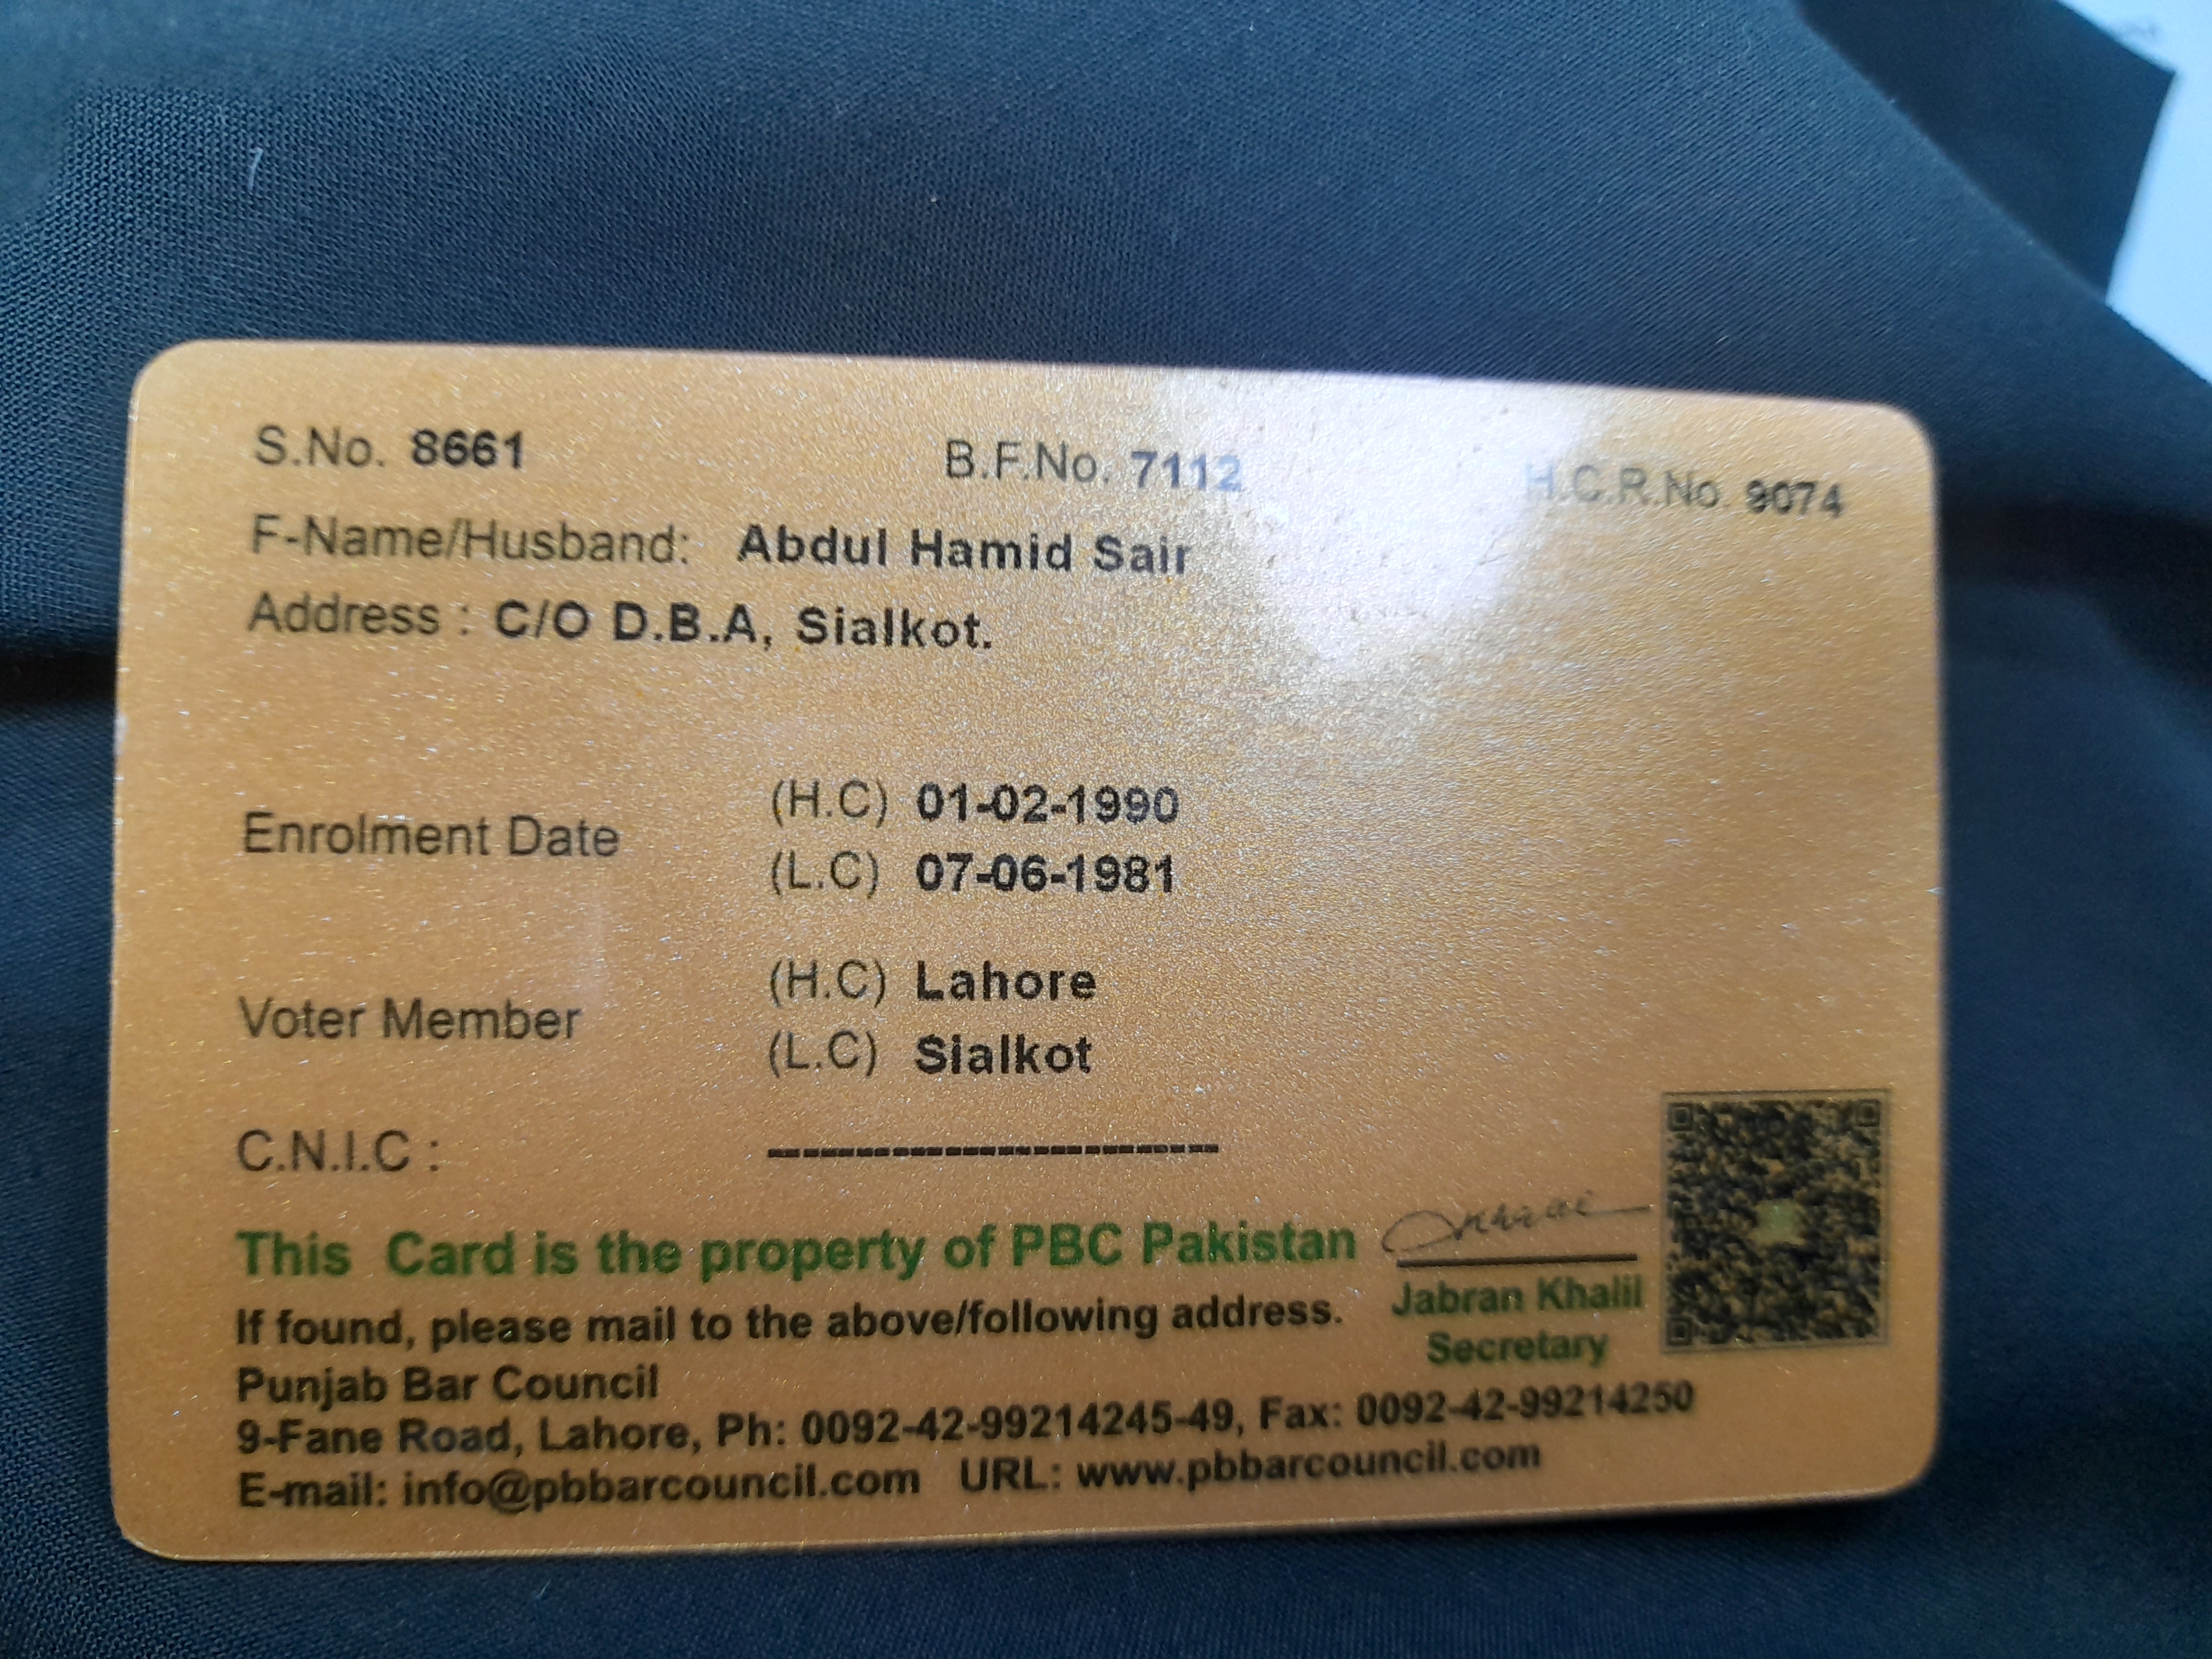 S.No. 8661 B.F.No. 7112 H.C.R.No. 9074
F-Name/Husband: Abdul Hamid Sair
Address : C/O D.B.A, Sialkot.
Enrolment Date (H.C) 01-02-1990
(L.C) 07-06-1981
Voter Member (H.C) Lahore
(L.C) Sialkot
C.N.I.C : ---------------
This Card is the property of PBC Pakistan
If found, please mail to the above/following address.
Jabran Khalil
Secretary
Punjab Bar Council
9-Fane Road, Lahore, Ph: 0092-42-99214245-49, Fax: 0092-42-99214250
E-mail: info@pbbarcouncil.com URL: www.pbbarcouncil.com